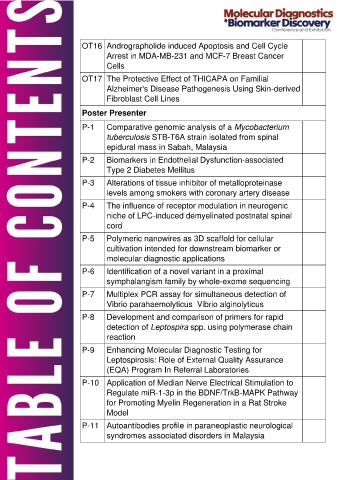 Molecular Diagnostics
*Biomarker Discovery
Conference and Exhibition
TABLE OF CONTENTS
OT16 Andrographolide induced Apoptosis and Cell Cycle
Arrest in MDA-MB-231 and MCF-7 Breast Cancer
Cells
OT17 The Protective Effect of THICAPA on Familial
Alzheimer's Disease Pathogenesis Using Skin-derived
Fibroblast Cell Lines
Poster Presenter
P-1 Comparative genomic analysis of a Mycobacterium
tuberculosis STB-T6A strain isolated from spinal
epidural mass in Sabah, Malaysia
P-2 Biomarkers in Endothelial Dysfunction-associated
Type 2 Diabetes Mellitus
P-3 Alterations of tissue inhibitor of metalloproteinase
levels among smokers with coronary artery disease
P-4 The influence of receptor modulation in neurogenic
niche of LPC-induced demyelinated postnatal spinal
cord
P-5 Polymeric nanowires as 3D scaffold for cellular
cultivation intended for downstream biomarker or
molecular diagnostic applications
P-6 Identification of a novel variant in a proximal
symphalangism family by whole-exome sequencing
P-7 Multiplex PCR assay for simultaneous detection of
Vibrio parahaemolyticus Vibrio alginolyticus
P-8 Development and comparison of primers for rapid
detection of Leptospira spp. using polymerase chain
reaction
P-9 Enhancing Molecular Diagnostic Testing for
Leptospirosis: Role of External Quality Assurance
(EQA) Program In Referral Laboratories
P-10 Application of Median Nerve Electrical Stimulation to
Regulate miR-1-3p in the BDNF/TrkB-MAPK Pathway
for Promoting Myelin Regeneration in a Rat Stroke
Model
P-11 Autoantibodies profile in paraneoplastic neurological
syndromes associated disorders in Malaysia